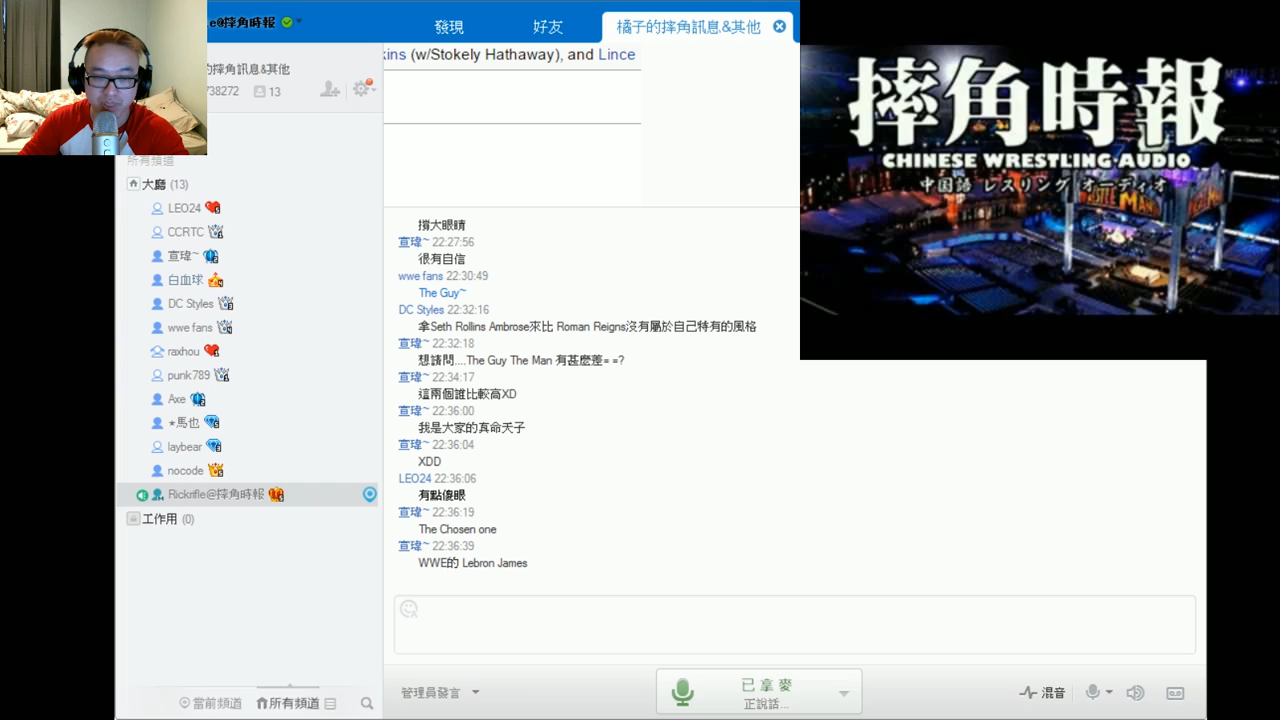 e@摔角時報
發現
好友
橘子的摔角訊息&其他
的摔角訊息&其他
738272
13
kins (w/Stokely Hathaway), and Lince
所有頻道
大廳 (13)
LEO24
CCRTC
宣瑋~
白血球
DC Styles
wwe fans
raxhou
punk789
Axe
★馬也
laybear
nocode
Rickrifle@摔角時報
工作用 (0)
當前頻道
所有頻道
撐大眼睛
宣瑋~ 22:27:56
很有自信
wwe fans 22:30:49
The Guy~
DC Styles 22:32:16
拿Seth Rollins Ambrose來比 Roman Reigns沒有屬於自己特有的風格
宣瑋~ 22:32:18
想請問....The Guy The Man 有甚麼差= =?
宣瑋~ 22:34:17
這兩個誰比較高XD
宣瑋~ 22:36:00
我是大家的真命天子
宣瑋~ 22:36:04
XDD
LEO24 22:36:06
有點傻眼
宣瑋~ 22:36:19
The Chosen one
宣瑋~ 22:36:39
WWE的 Lebron James
管理員發言
已拿麥
正說話...
混音
摔角時報
CHINESE WRESTLING AUDIO
中国語 レスリング オーディオ